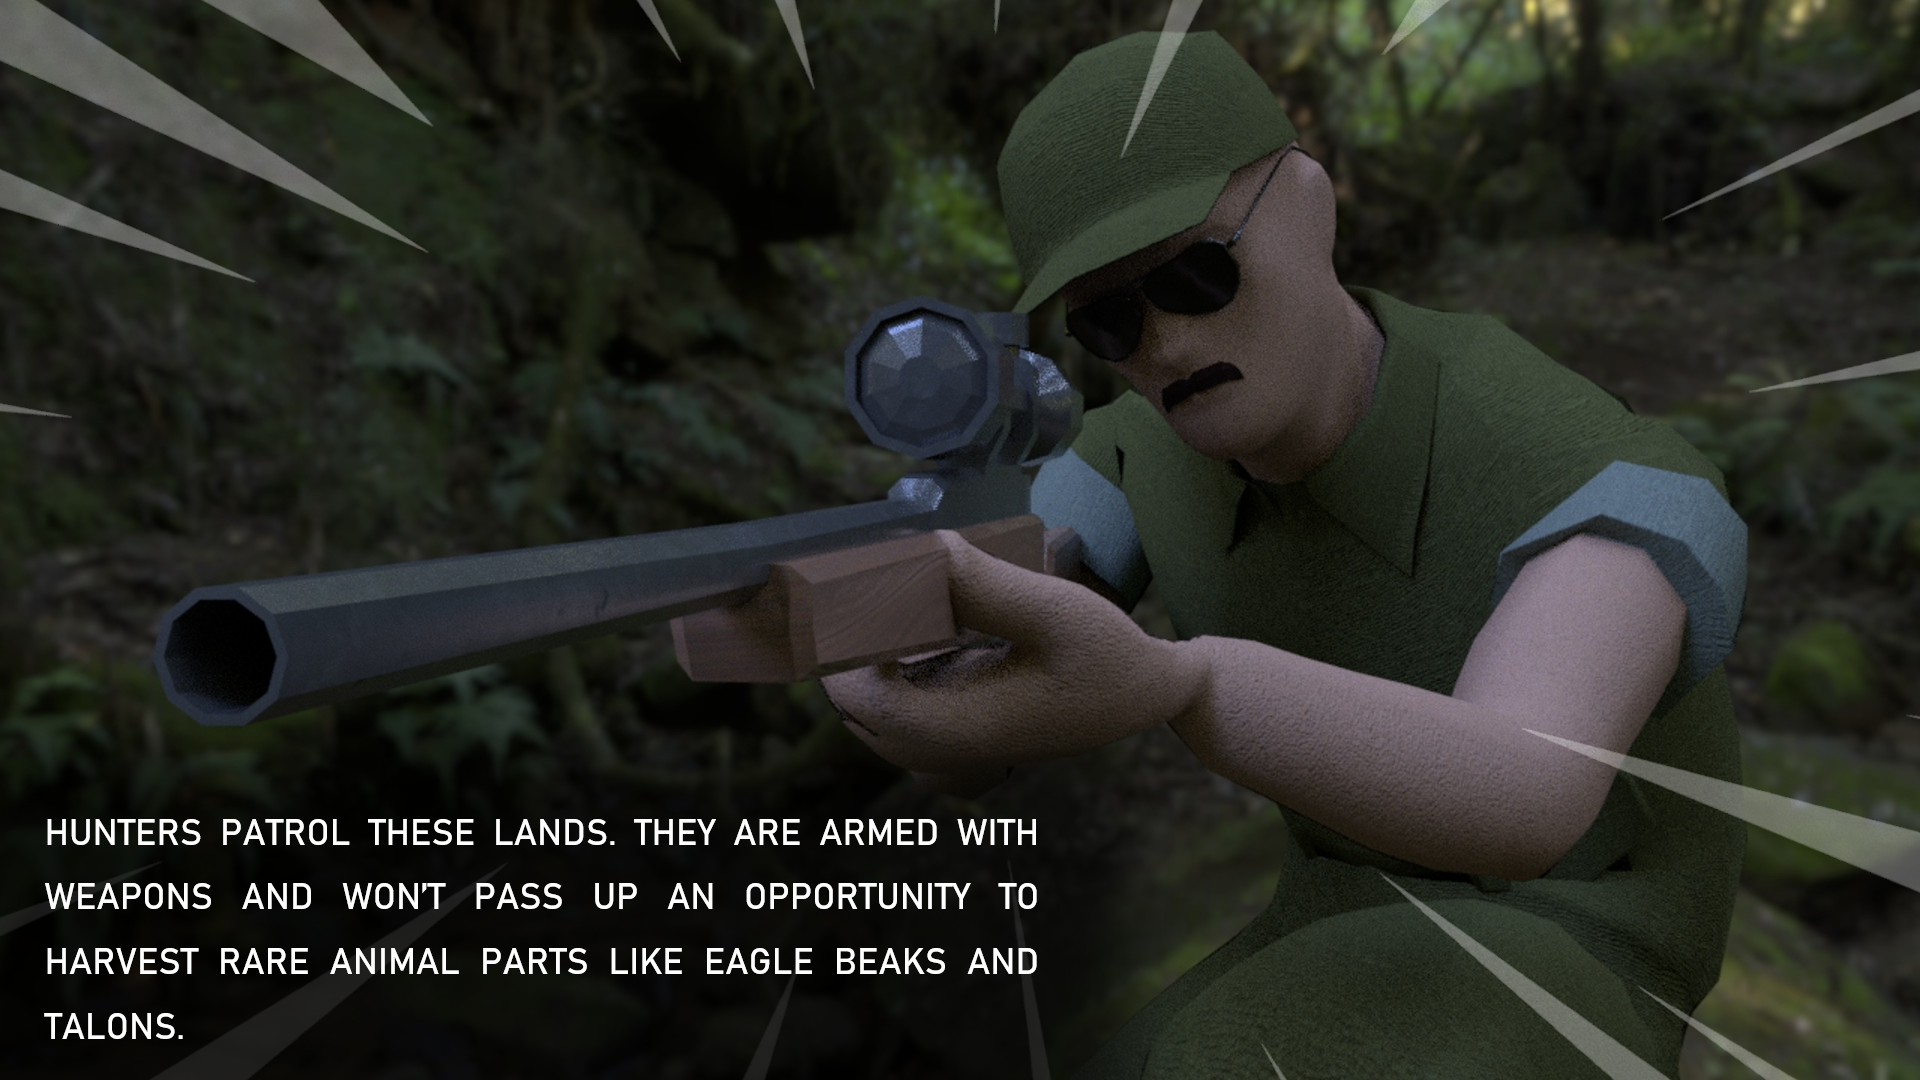 HUNTERS PATROL THESE LANDS. THEY ARE ARMED WITH
WEAPONS AND WON'T PASS UP AN OPPORTUNITY TO
HARVEST RARE ANIMAL PARTS LIKE EAGLE BEAKS AND
TALONS.